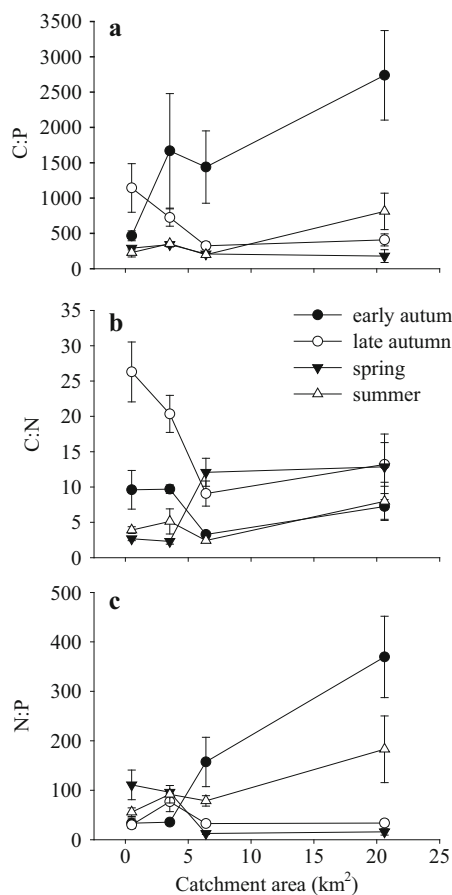 a
3500
3000
2500
2000
1500
1000
500
0
C:P
b
35
30
25
20
15
10
5
0
C:N
early autum
late autumn
spring
summer
c
500
400
300
200
100
0
N:P
0 5 10 15 20 25
Catchment area (km²)